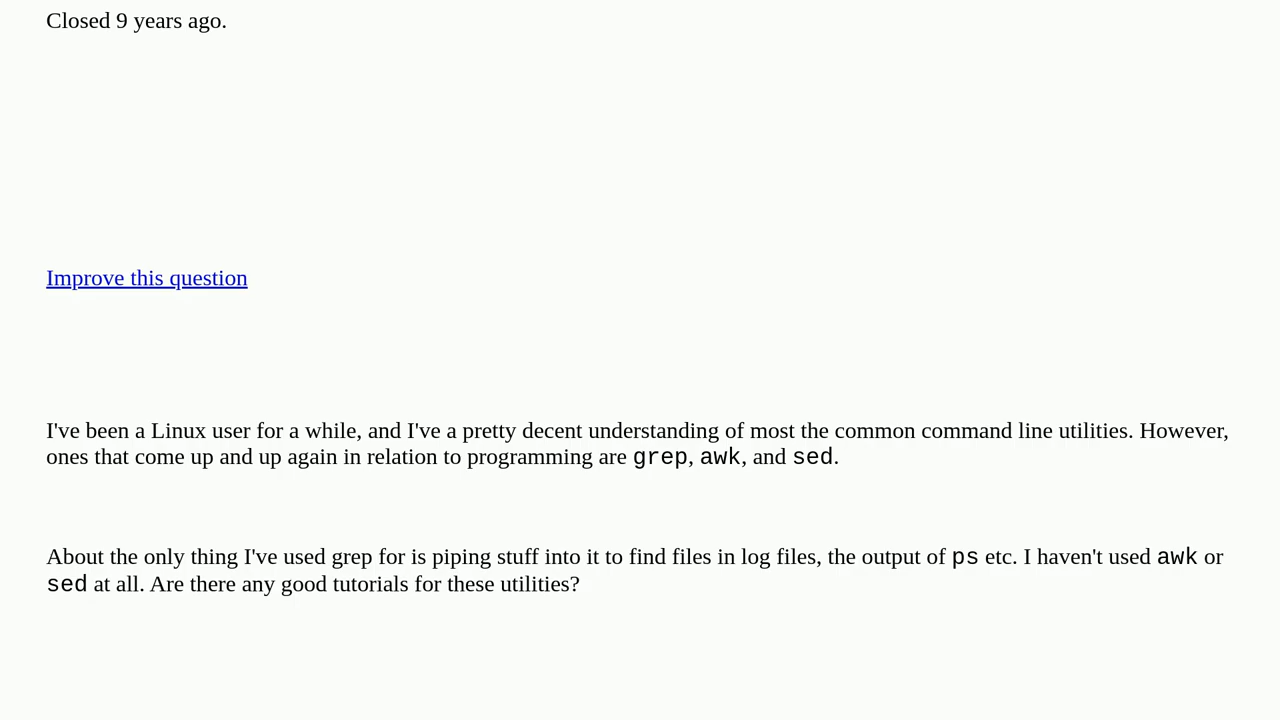 Closed 9 years ago.
Improve this question
I've been a Linux user for a while, and I've a pretty decent understanding of most the common command line utilities. However,
ones that come up and up again in relation to programming are grep, awk, and sed.
About the only thing I've used grep for is piping stuff into it to find files in log files, the output of ps etc. I haven't used awk or
sed at all. Are there any good tutorials for these utilities?